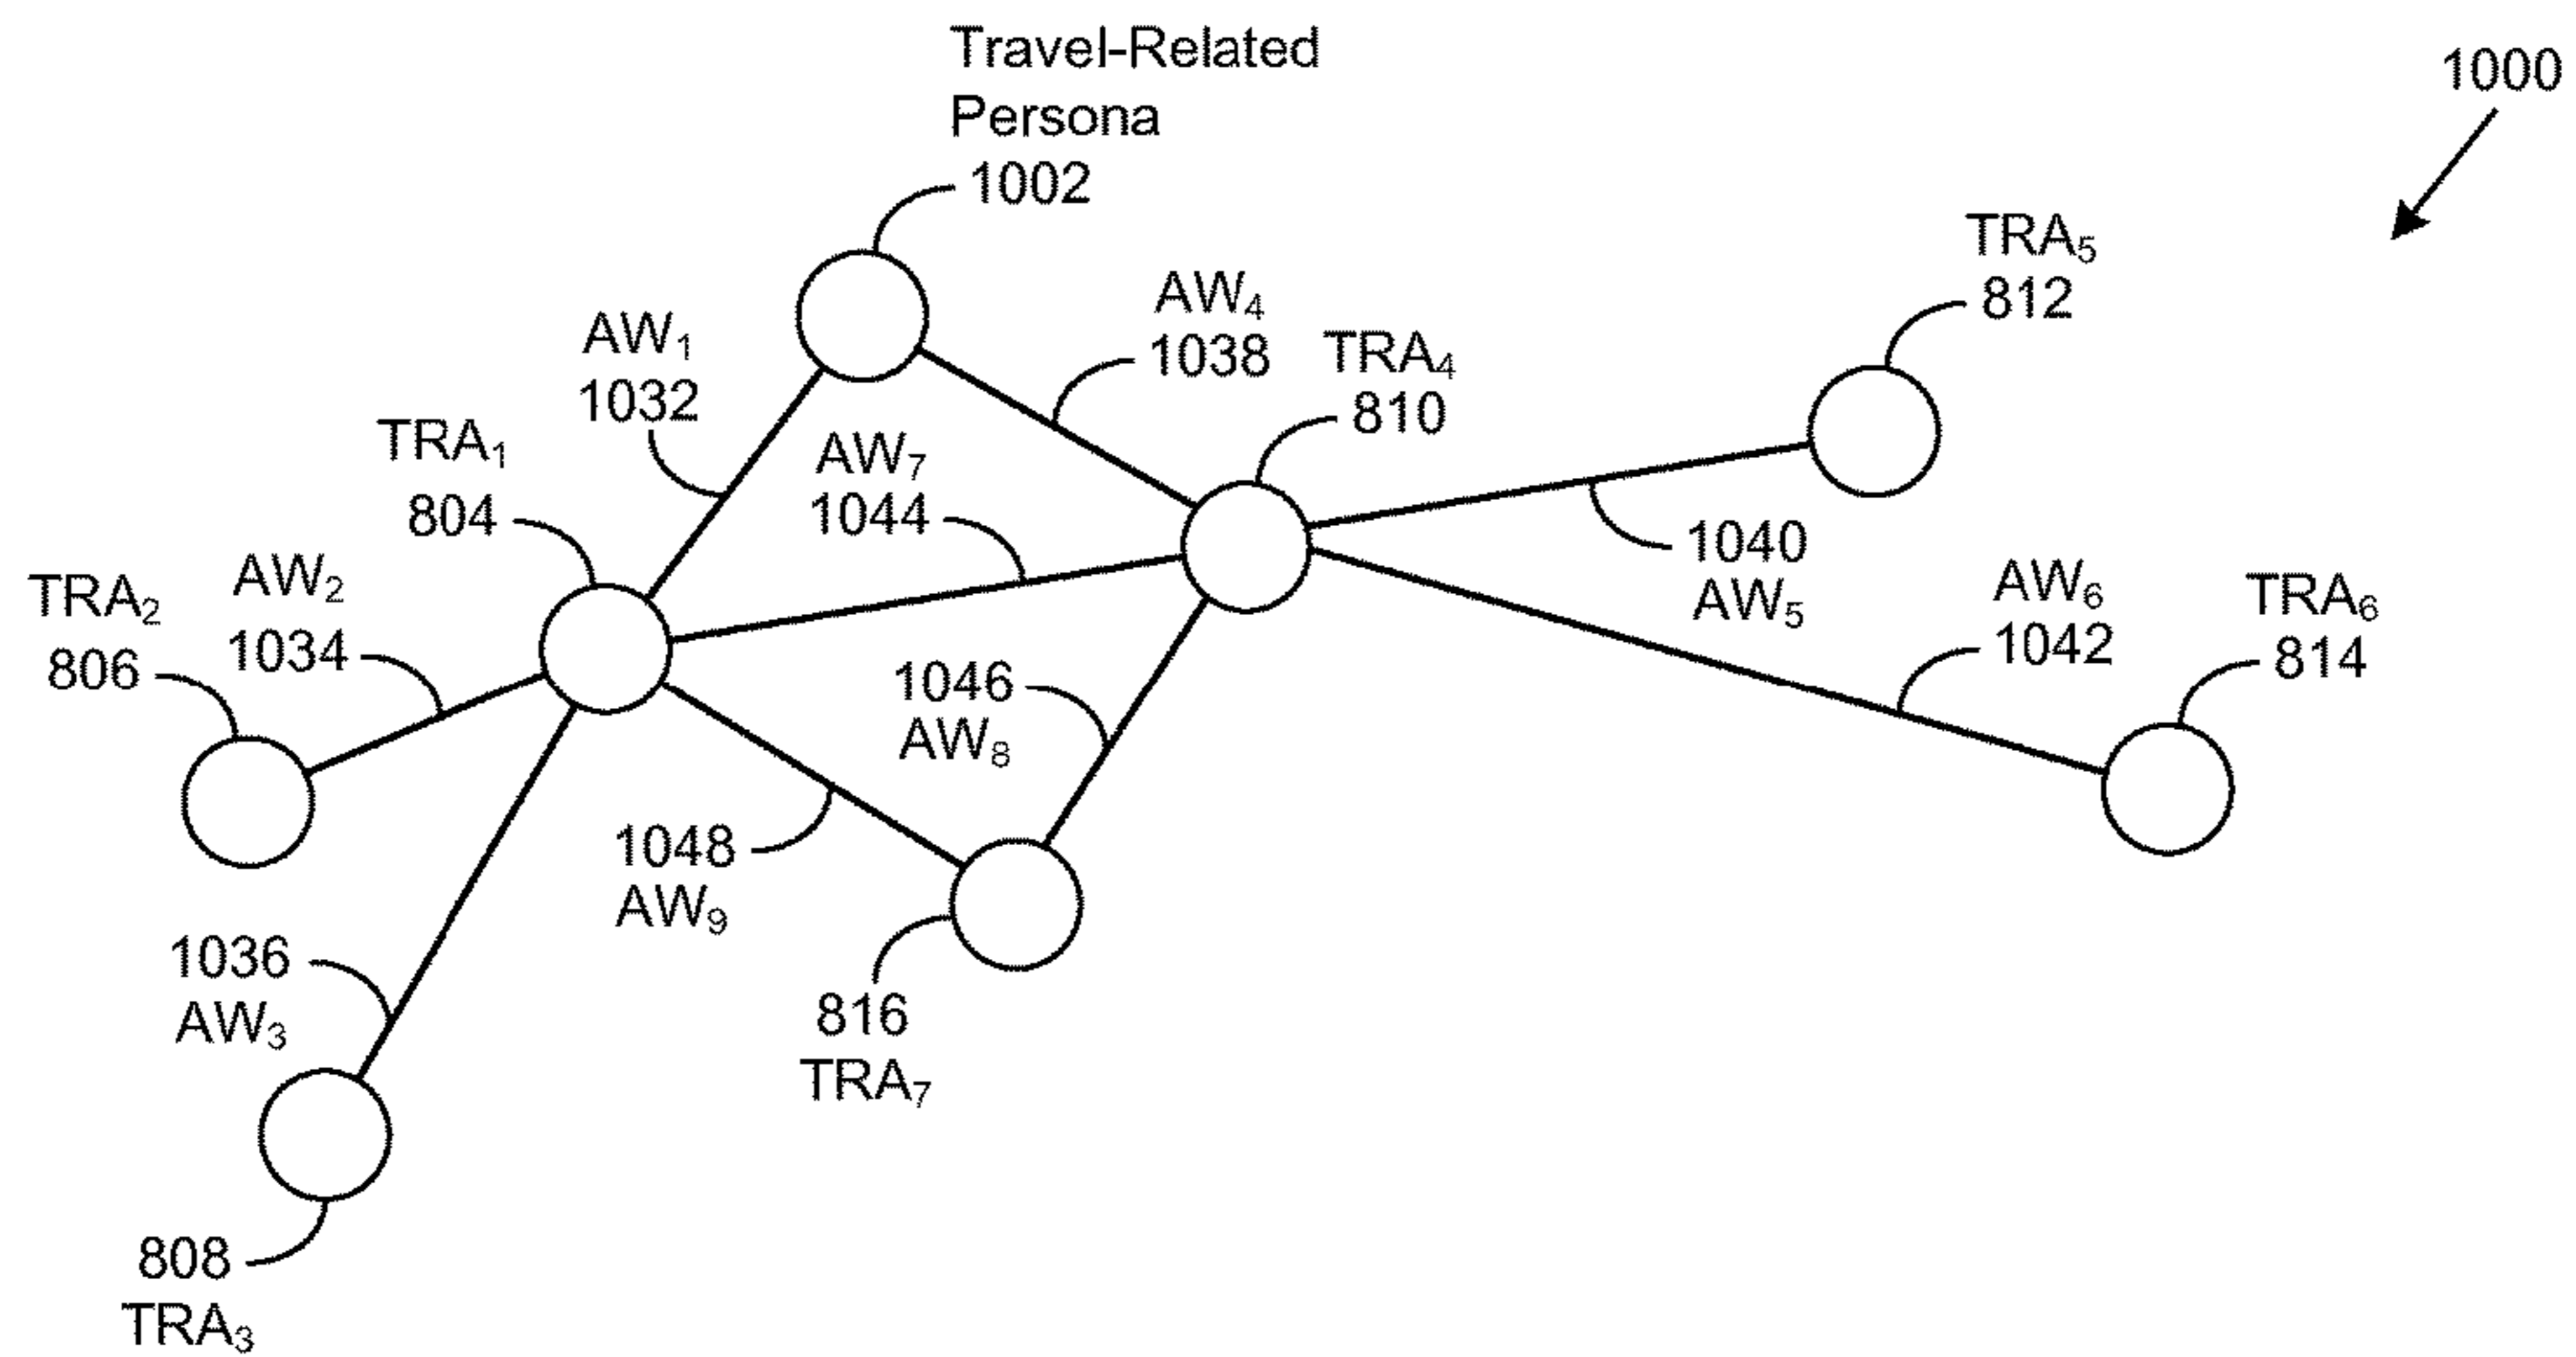 Travel-Related
Persona
1002
1000
TRA₅
812
AW₄
1038
AW₁
1032
TRA₄
810
TRA₁
804
AW₇
1044
1040
AW₅
AW₂
1034
TRA₂
806
AW₆
1042
TRA₆
814
1046
AW₈
1048
AW₉
1036
AW₃
816
TRA₇
808
TRA₃